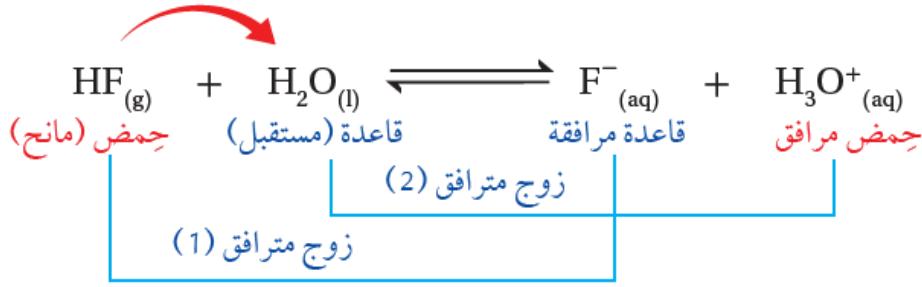 HF(g) + H₂O(l) ⇌ F⁻(aq) + H₃O⁺(aq)
حِمض (مانح) قاعدة (مستقبل) قاعدة مرافقة حِمض مرافق
زوج مترافق (2)
زوج مترافق (1)